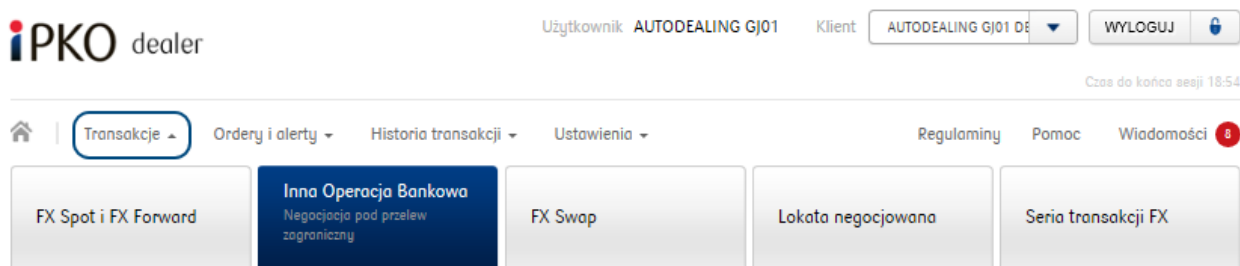 iPKO dealer
Użytkownik AUTODEALING GJ01 Klient AUTODEALING GJ01 DE WYLOGUJ
Czas do końca sesji 18:54
Transakcje Ordery i alerty Historia transakcji Ustawienia Regulaminy Pomoc Wiadomości 8
FX Spot i FX Forward
Inna Operacja Bankowa
Negocjacja pod przelew
zagraniczny
FX Swap
Lokata negocjowana
Seria transakcji FX